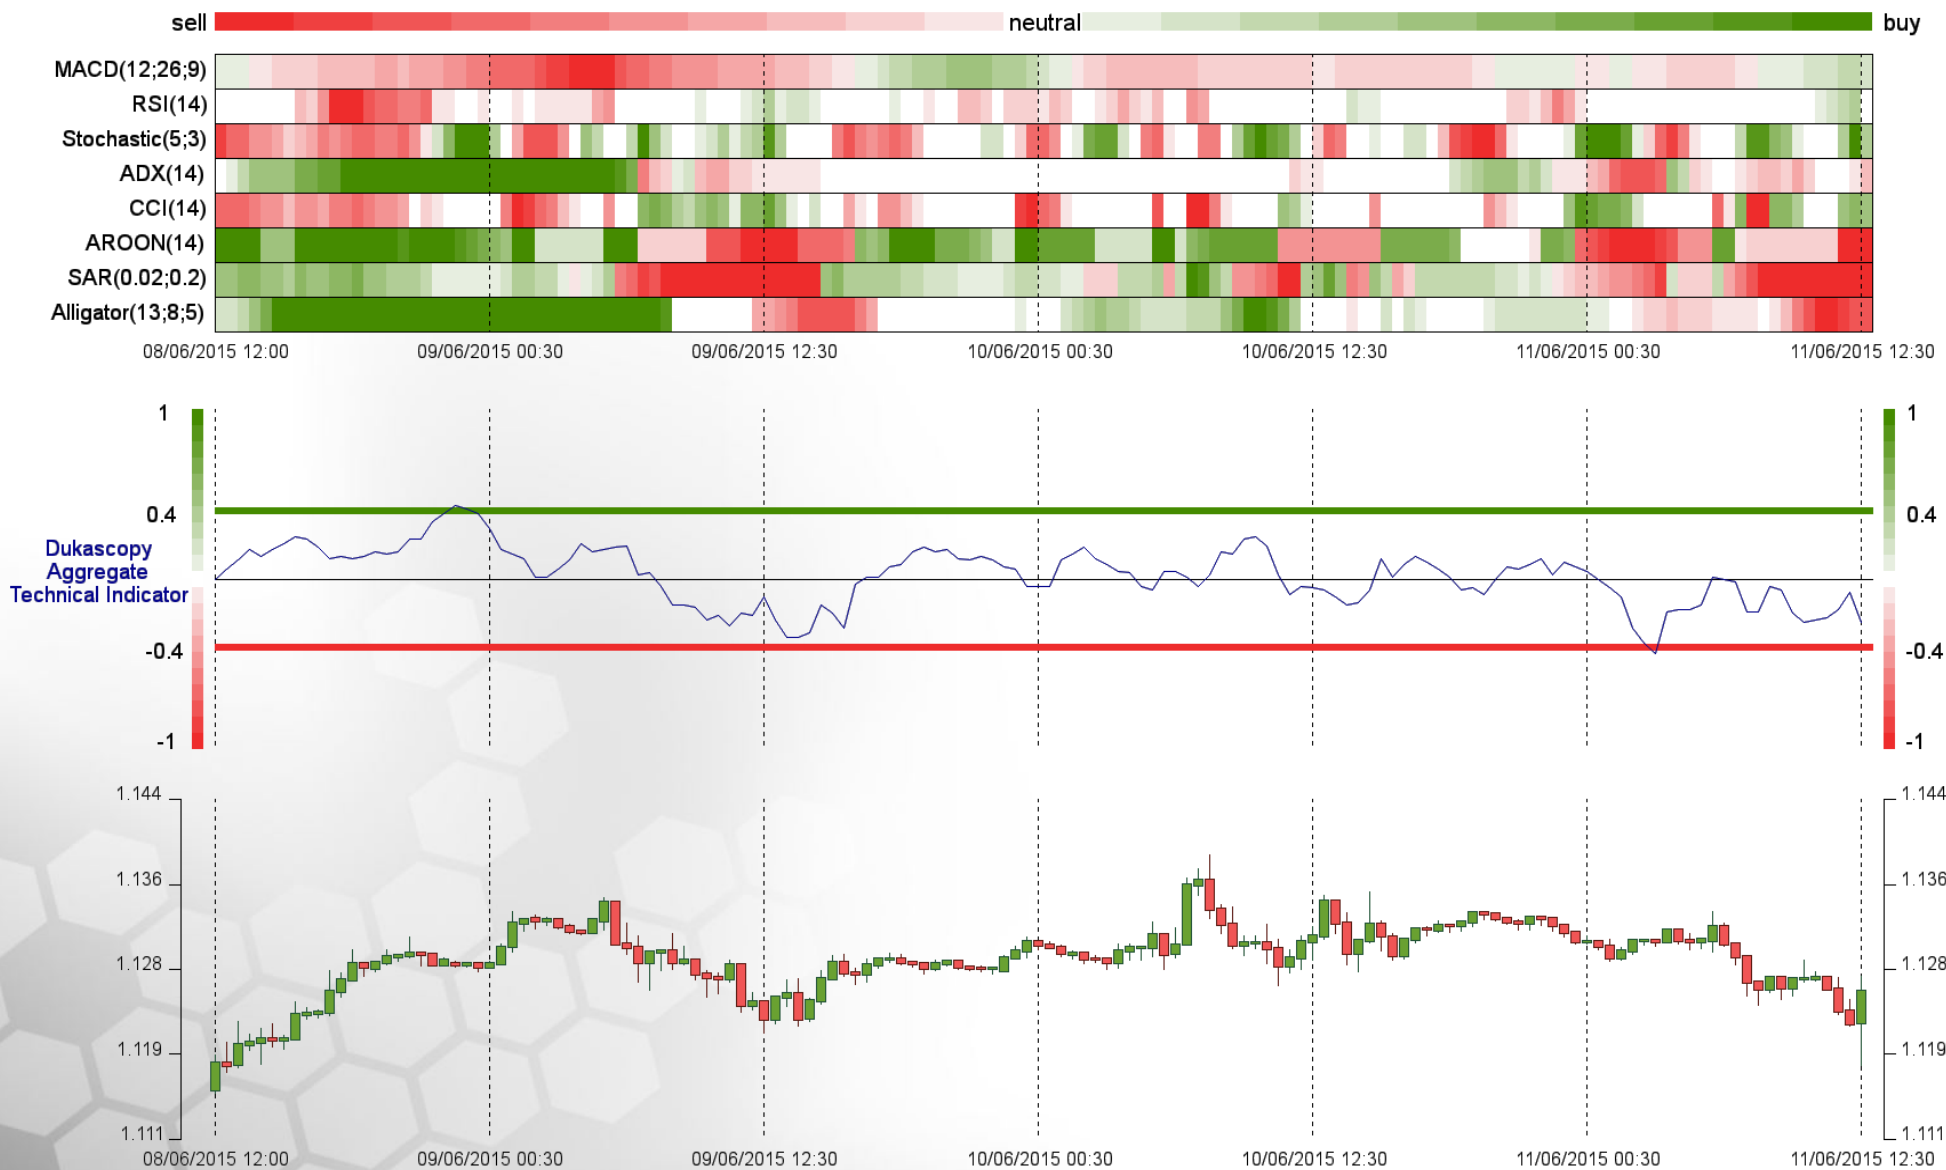 sell neutral buy
MACD(12;26;9)
RSI(14)
Stochastic(5;3)
ADX(14)
CCI(14)
AROON(14)
SAR(0.02;0.2)
Alligator(13;8;5)
08/06/2015 12:00 09/06/2015 00:30 09/06/2015 12:30 10/06/2015 00:30 10/06/2015 12:30 11/06/2015 00:30 11/06/2015 12:30
1 1
0.4 0.4
Dukascopy
Aggregate
Technical Indicator
-0.4 -0.4
-1 -1
1.144 1.144
1.136 1.136
1.128 1.128
1.119 1.119
1.111 1.111
08/06/2015 12:00 09/06/2015 00:30 09/06/2015 12:30 10/06/2015 00:30 10/06/2015 12:30 11/06/2015 00:30 11/06/2015 12:30